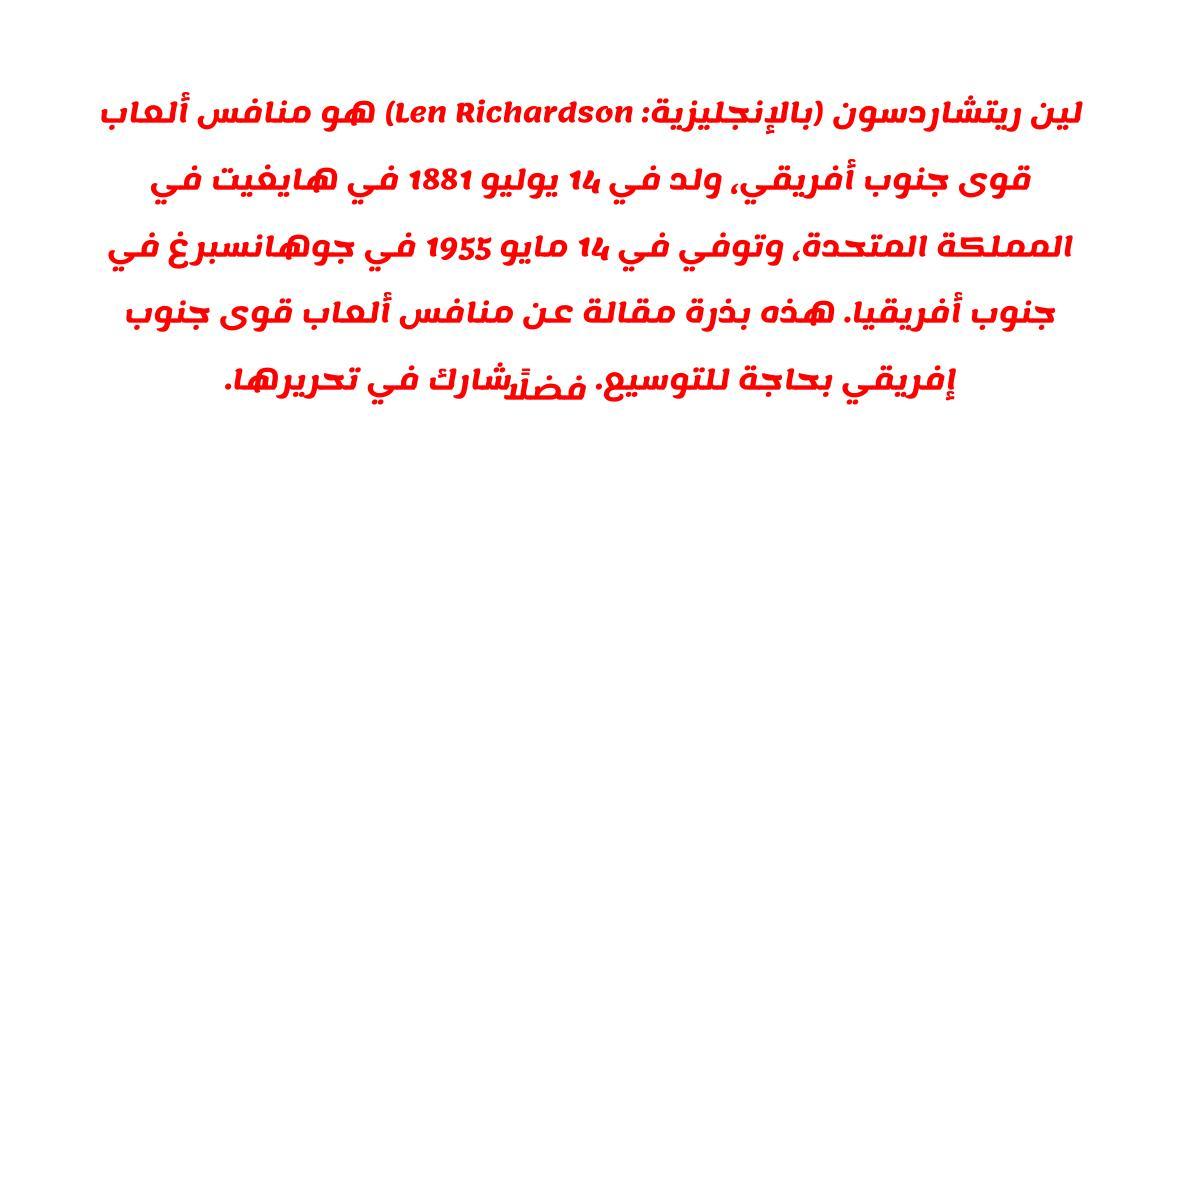 لين ريتشاردسون (بالإنجليزية: Len Richardson) هو منافس ألعاب
قوى جنوب أفريقي، ولد في 14 يوليو 1881 في هايغيت في
المملكة المتحدة، وتوفي في 14 مايو 1955 في جوهانسبرغ في
جنوب أفريقيا. هذه بذرة مقالة عن منافس ألعاب قوى جنوب
إفريقي بحاجة للتوسيع. فضلًا شارك في تحريرها.